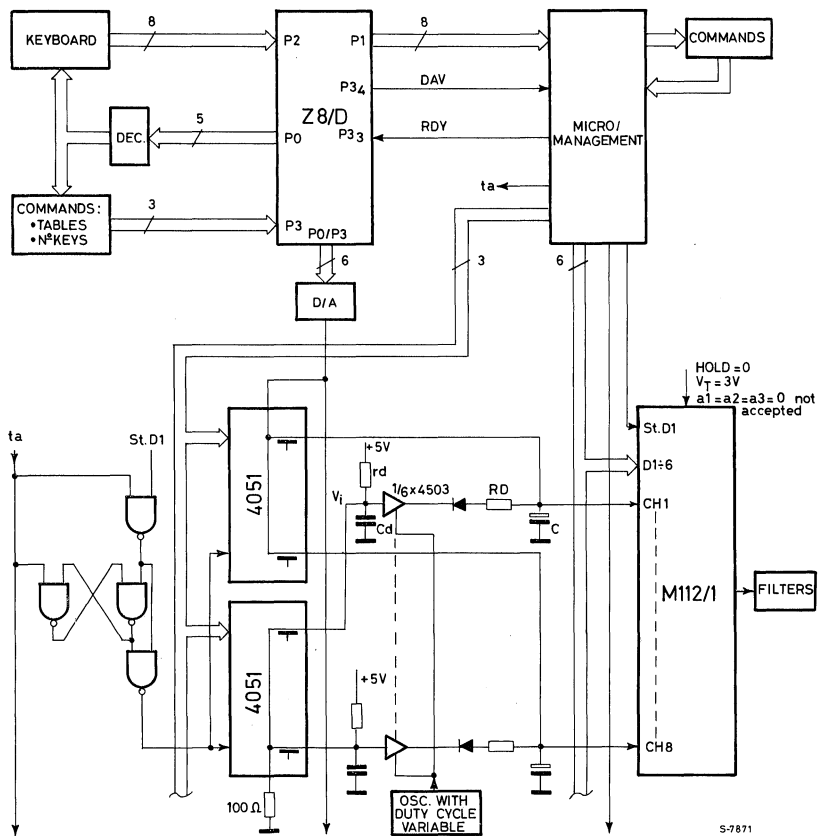 KEYBOARD
8
P2
P1
8
COMMANDS
P34
DAV
Z8/D
MICRO/
MANAGEMENT
DEC.
5
P0
P33
RDY
ta
COMMANDS:
•TABLES
•NºKEYS
3
P3
P0/P3
6
3
6
D/A
HOLD=0
VT=3V
a1=a2=a3=0 not
accepted
ta
St.D1
St.D1
+5V
D1÷6
rd
1/6x4503
RD
4051
Vi
CH1
Cd
C
M112/1
FILTERS
4051
+5V
CH8
100Ω
OSC. WITH
DUTY CYCLE
VARIABLE
S-7871